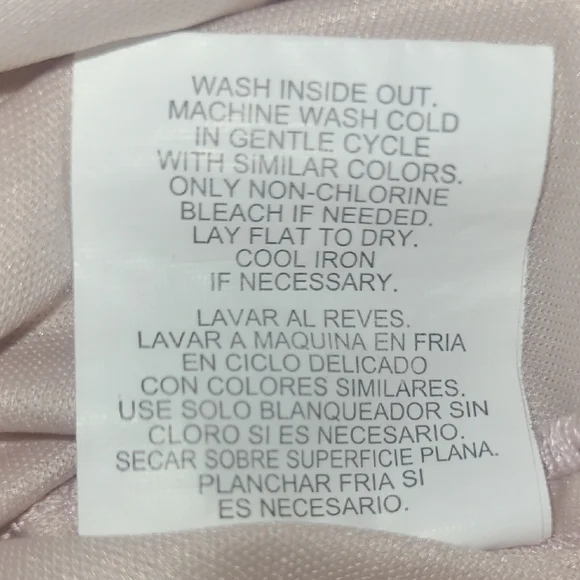 WASH INSIDE OUT.
MACHINE WASH COLD
IN GENTLE CYCLE
WITH SIMILAR COLORS.
ONLY NON-CHLORINE
BLEACH IF NEEDED.
LAY FLAT TO DRY.
COOL IRON
IF NECESSARY.
LAVAR AL REVES.
LAVAR A MAQUINA EN FRIA
EN CICLO DELICADO
CON COLORES SIMILARES.
USE SOLO BLANQUEADOR SIN
CLORO SI ES NECESARIO.
SECAR SOBRE SUPERFICIE PLANA.
PLANCHAR FRIA SI
ES NECESARIO.